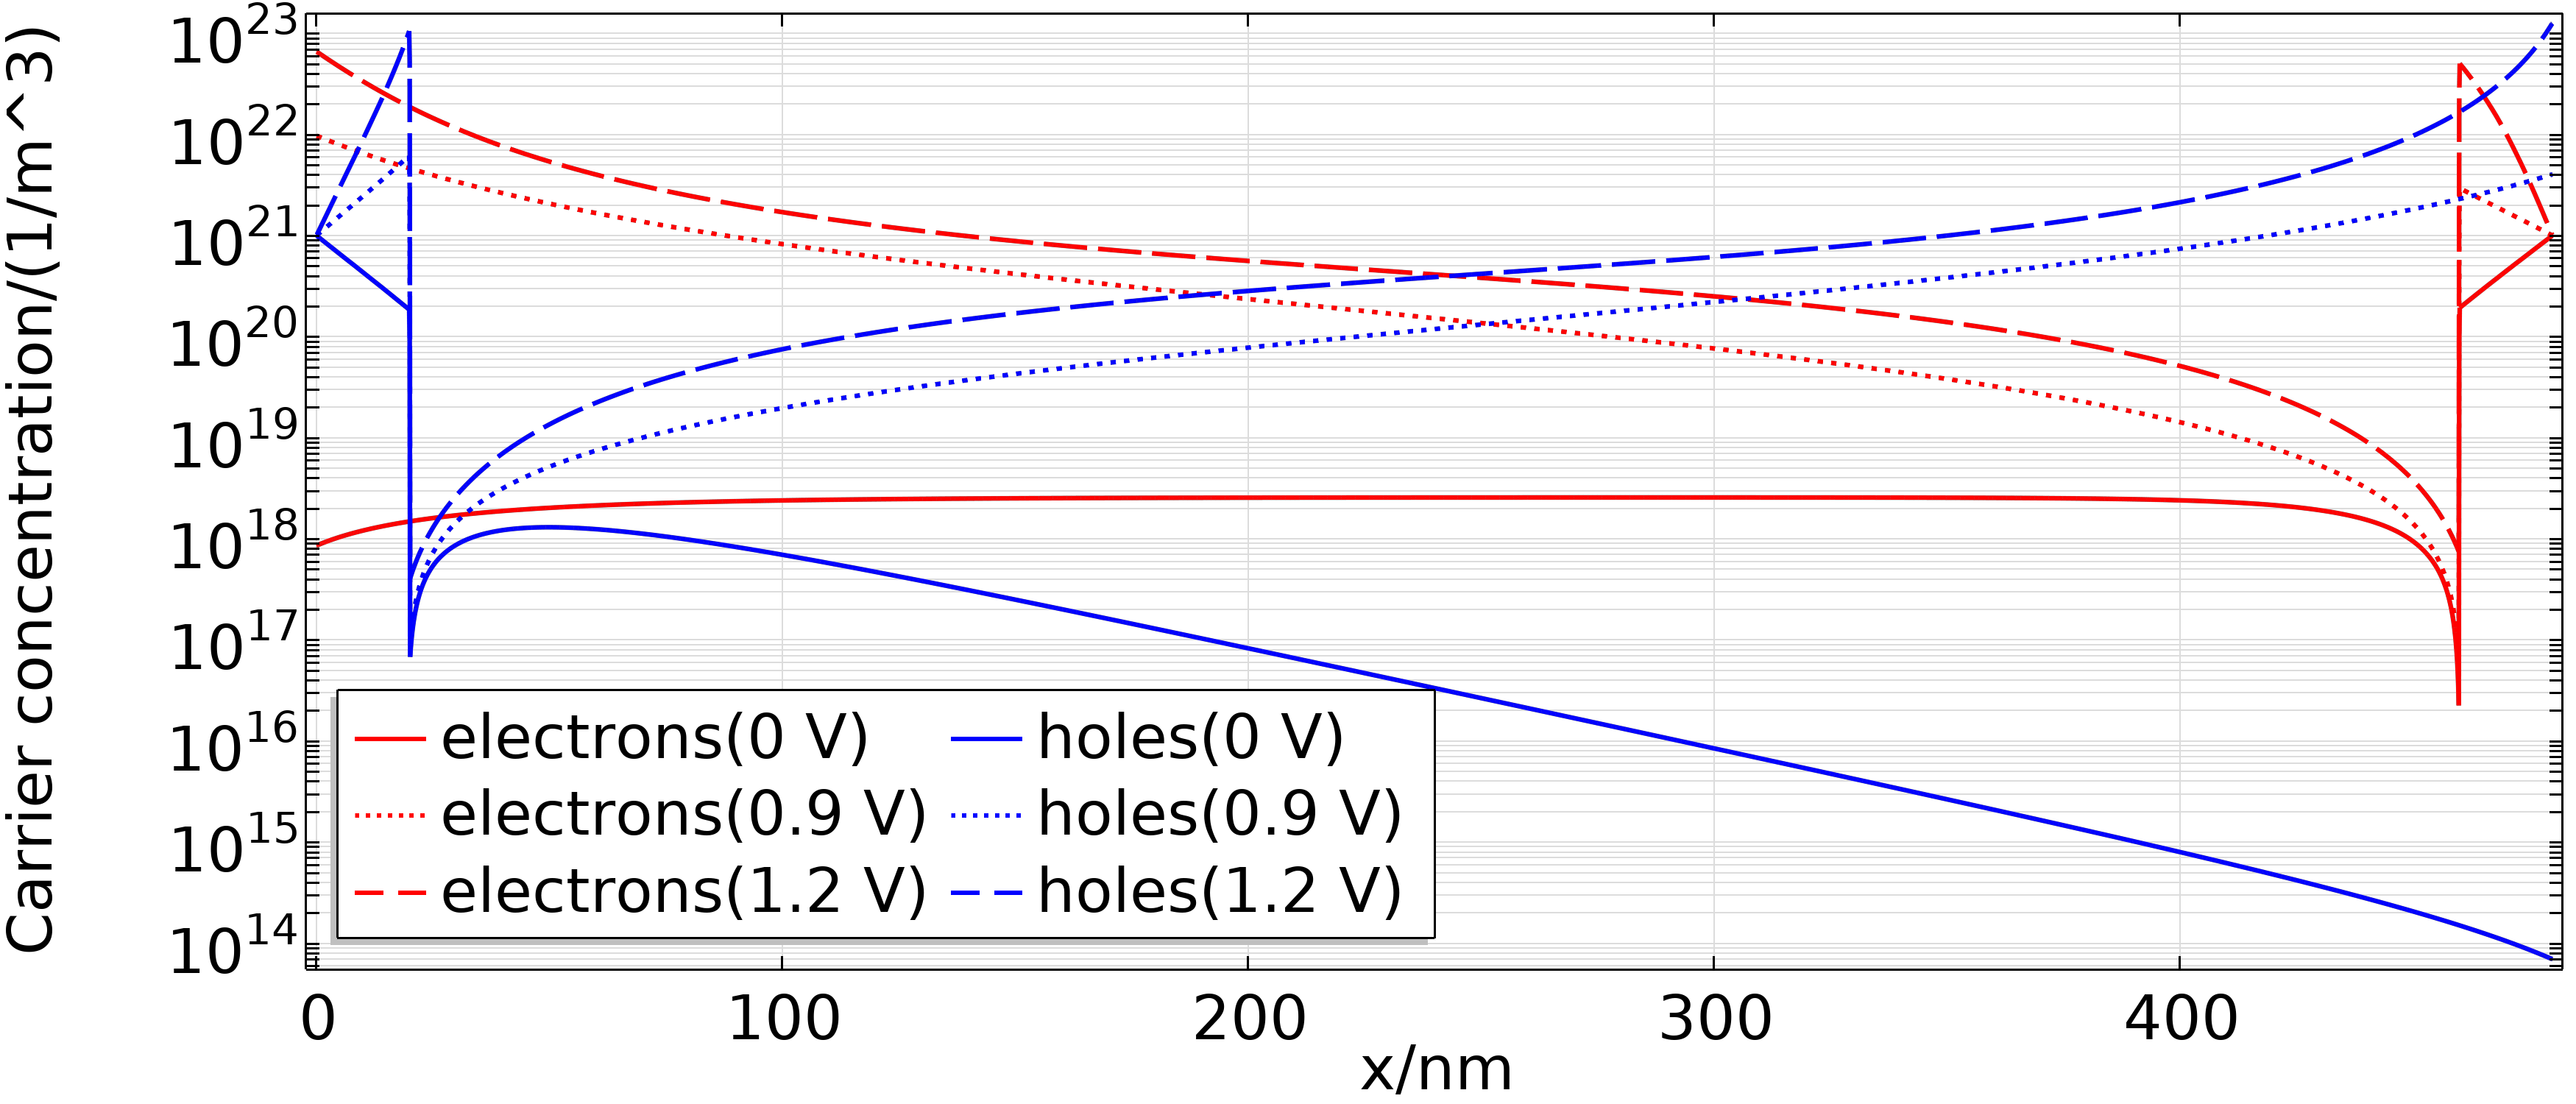 Carrier concentration/(1/m^3)
10^23
10^22
10^21
10^20
10^19
10^18
10^17
10^16
10^15
10^14
electrons(0 V) holes(0 V)
electrons(0.9 V) holes(0.9 V)
electrons(1.2 V) holes(1.2 V)
0 100 200 300 400
x/nm